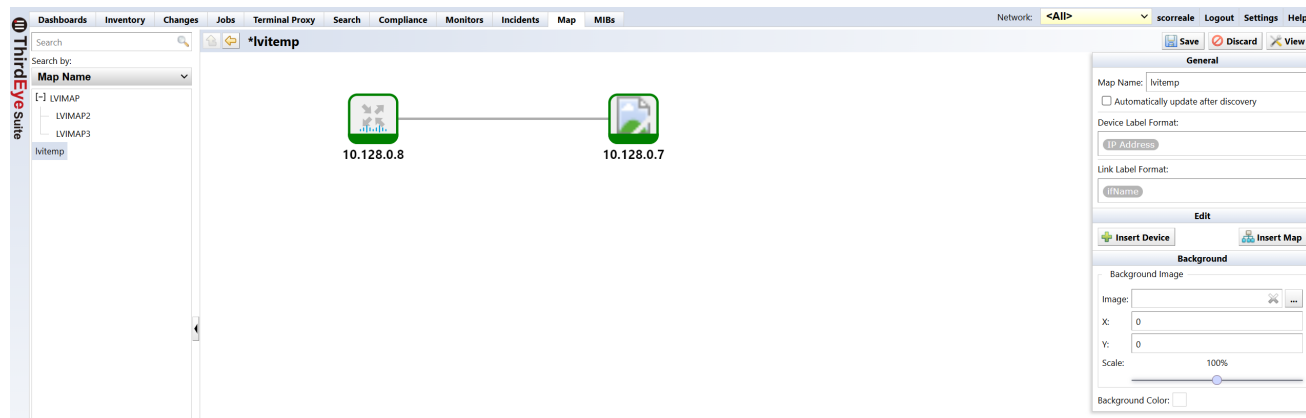 Dashboards Inventory Changes Jobs Terminal Proxy Search Compliance Monitors Incidents Map MIBs Network: <All> scorreale Logout Settings Help
ThirdEye Suite
Search
*lvitemp
Save Discard View
Search by:
Map Name
[-] LVIMAP
LVIMAP2
LVIMAP3
lvitemp
10.128.0.8
10.128.0.7
General
Map Name: lvitemp
Automatically update after discovery
Device Label Format:
IP Address
Link Label Format:
ifName
Edit
Insert Device Insert Map
Background
Background Image
Image: ...
X: 0
Y: 0
Scale: 100%
Background Color: